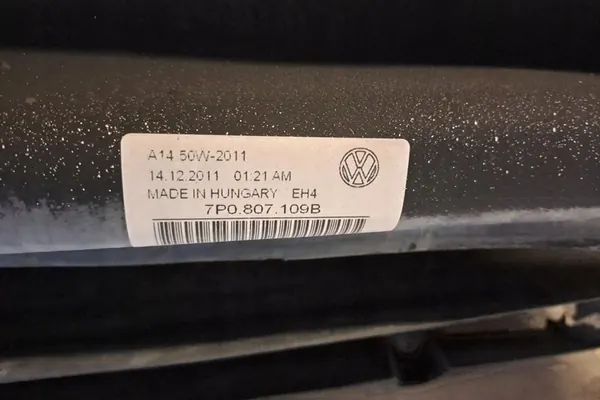 A14 50W-2011
14.12.2011 01:21 AM
MADE IN HUNGARY EH4
7P0.807.109B